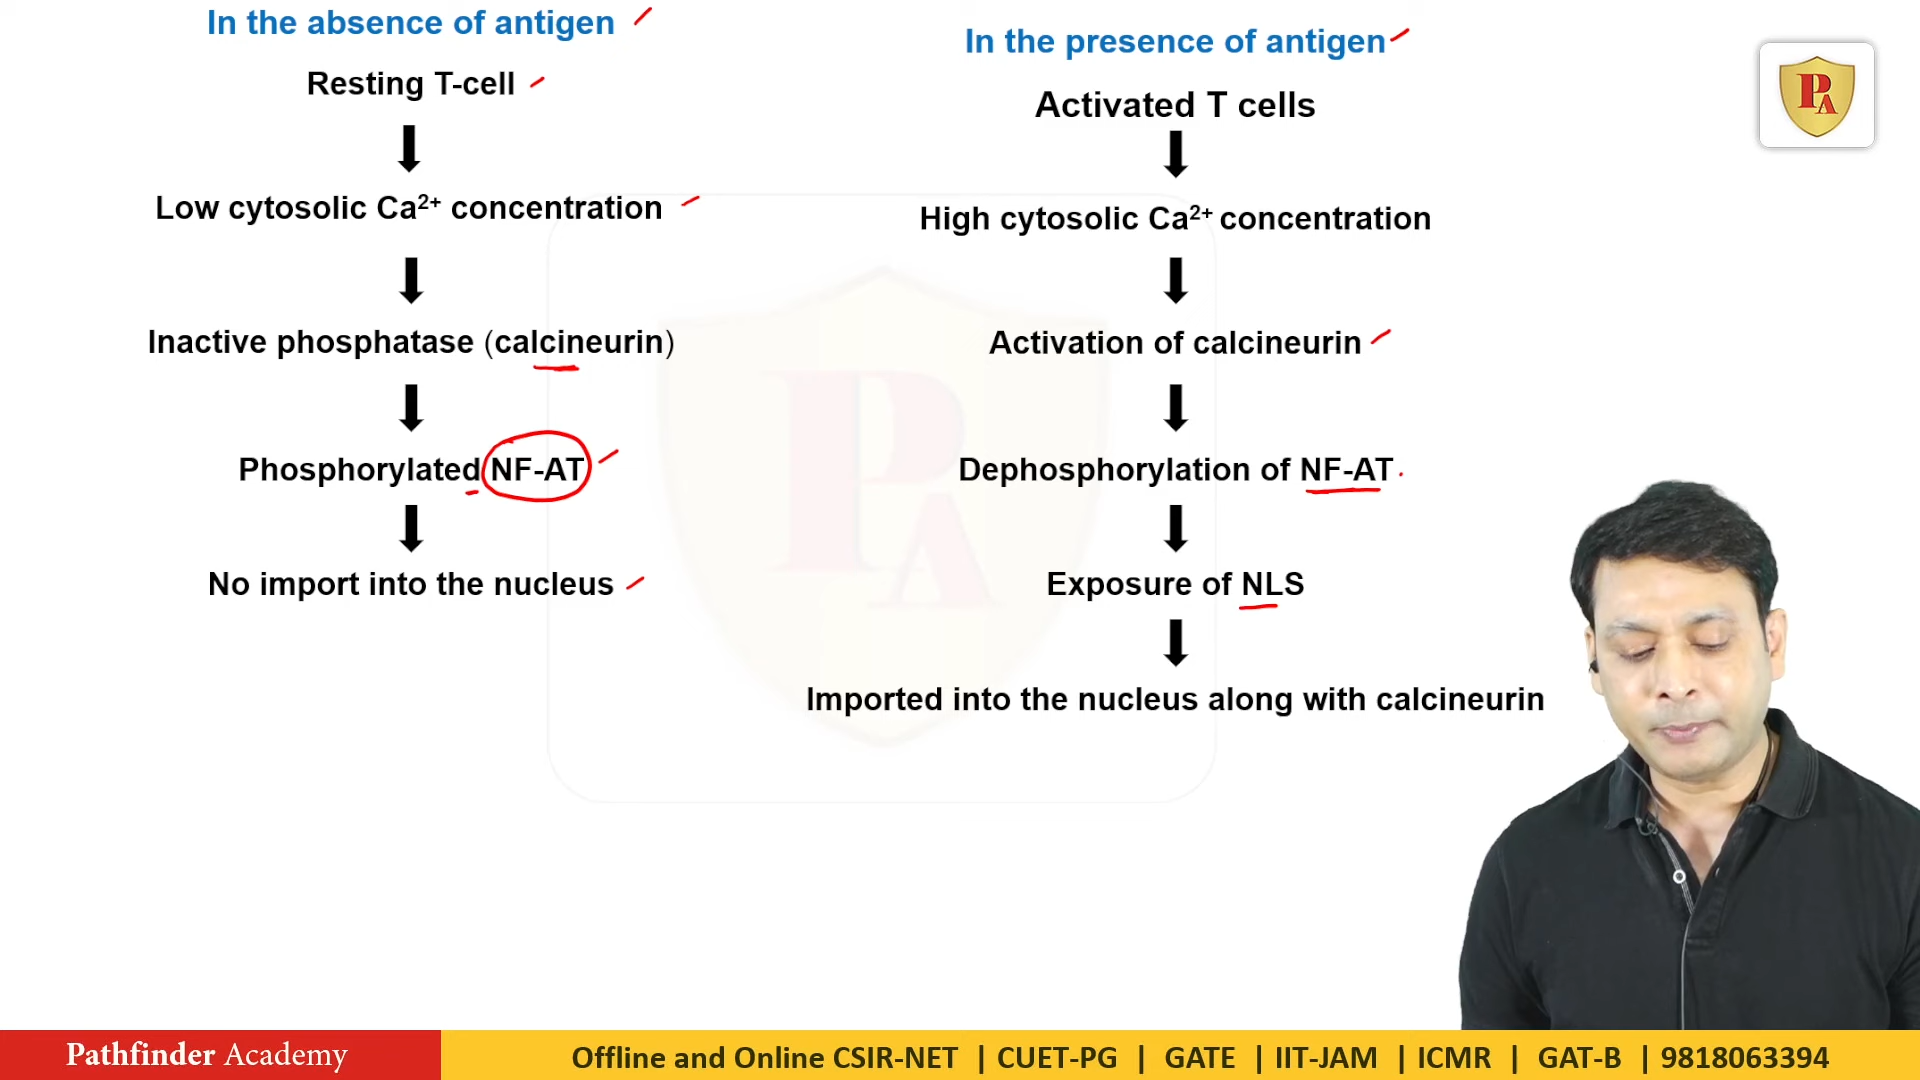 In the absence of antigen
Resting T-cell
Low cytosolic Ca²⁺ concentration
Inactive phosphatase (calcineurin)
Phosphorylated NF-AT
No import into the nucleus
In the presence of antigen
Activated T cells
High cytosolic Ca²⁺ concentration
Activation of calcineurin
Dephosphorylation of NF-AT
Exposure of NLS
Imported into the nucleus along with calcineurin
PA
PA
Pathfinder Academy
Offline and Online CSIR-NET | CUET-PG | GATE | IIT-JAM | ICMR | GAT-B | 9818063394